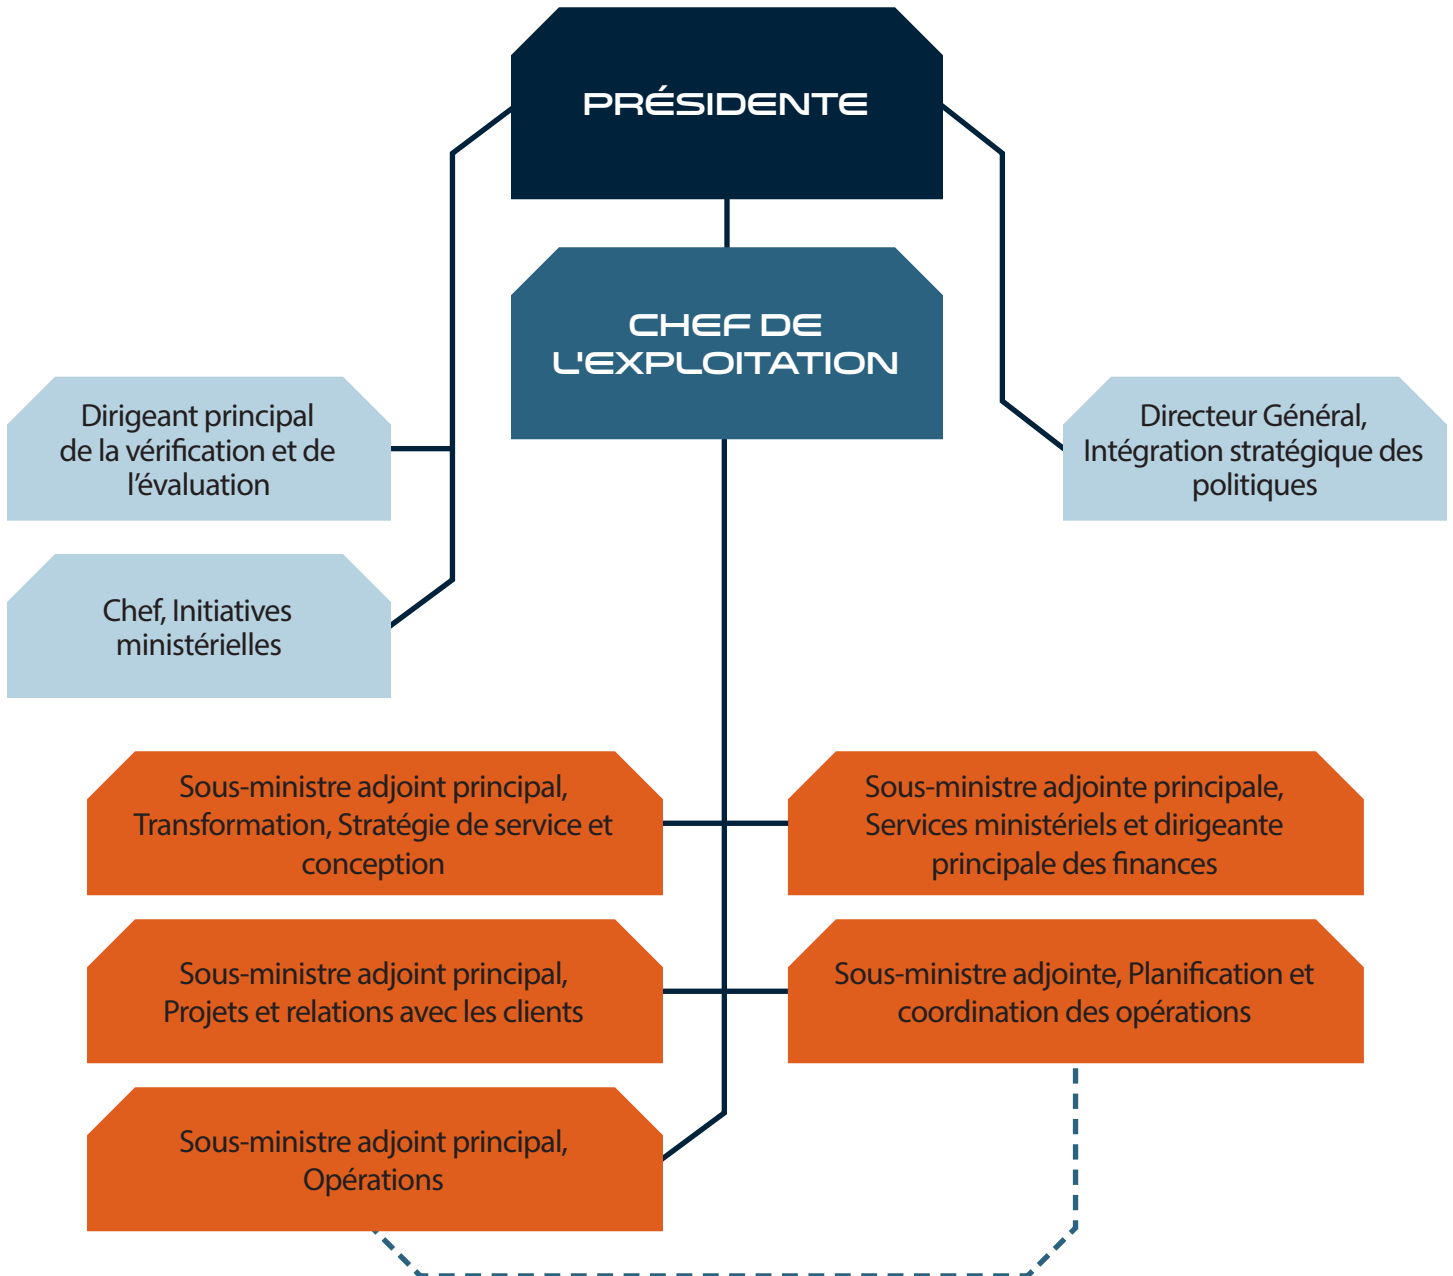 PRÉSIDENTE
CHEF DE
L'EXPLOITATION
Dirigeant principal
de la vérification et de
l’évaluation
Directeur Général,
Intégration stratégique des
politiques
Chef, Initiatives
ministérielles
Sous-ministre adjoint principal,
Transformation, Stratégie de service et
conception
Sous-ministre adjointe principale,
Services ministériels et dirigeante
principale des finances
Sous-ministre adjoint principal,
Projets et relations avec les clients
Sous-ministre adjointe, Planification et
coordination des opérations
Sous-ministre adjoint principal,
Opérations